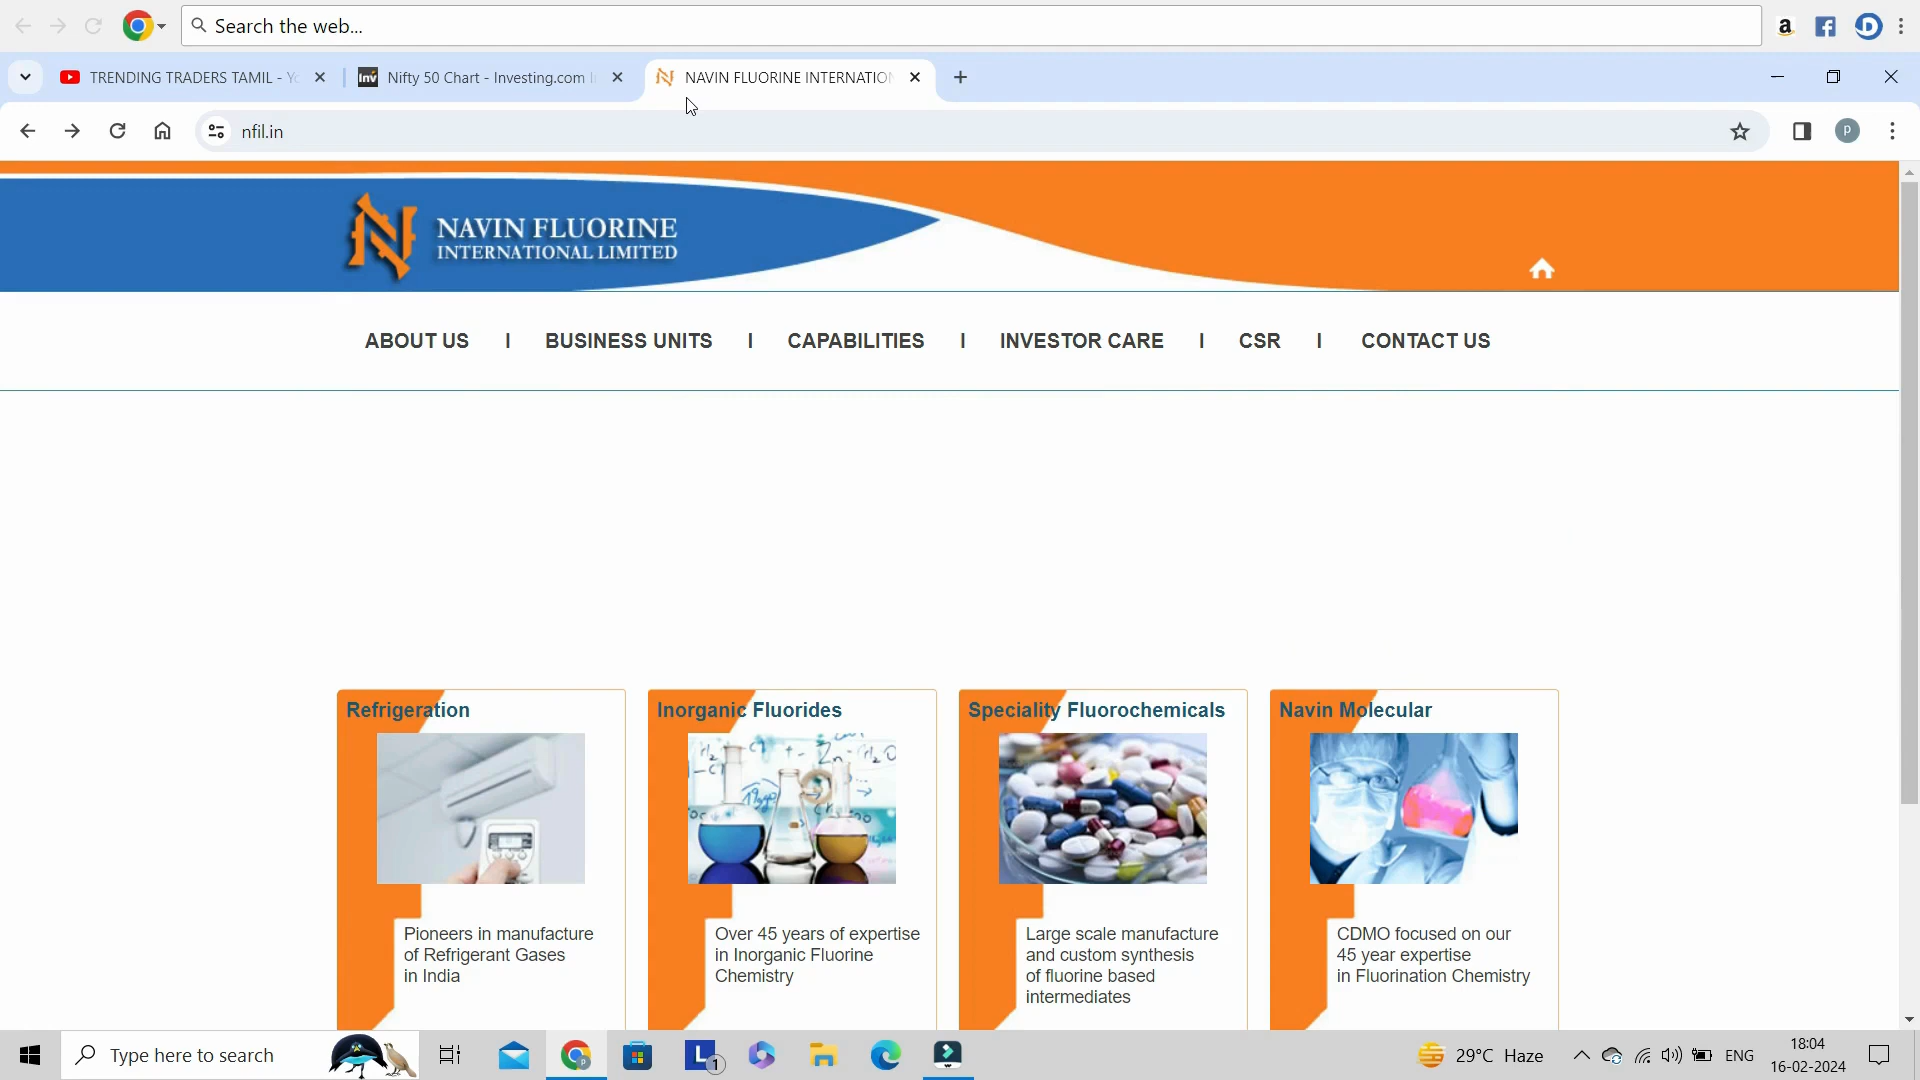 Search the web...
TRENDING TRADERS TAMIL - Yo
Nifty 50 Chart - Investing.com I
NAVIN FLUORINE INTERNATION
nfil.in
NAVIN FLUORINE
INTERNATIONAL LIMITED
ABOUT US I BUSINESS UNITS I CAPABILITIES I INVESTOR CARE I CSR I CONTACT US
Refrigeration
Inorganic Fluorides
Speciality Fluorochemicals
Navin Molecular
Pioneers in manufacture
of Refrigerant Gases
in India
Over 45 years of expertise
in Inorganic Fluorine
Chemistry
Large scale manufacture
and custom synthesis
of fluorine based
intermediates
CDMO focused on our
45 year expertise
in Fluorination Chemistry
Type here to search
29°C Haze
ENG
18:04
16-02-2024